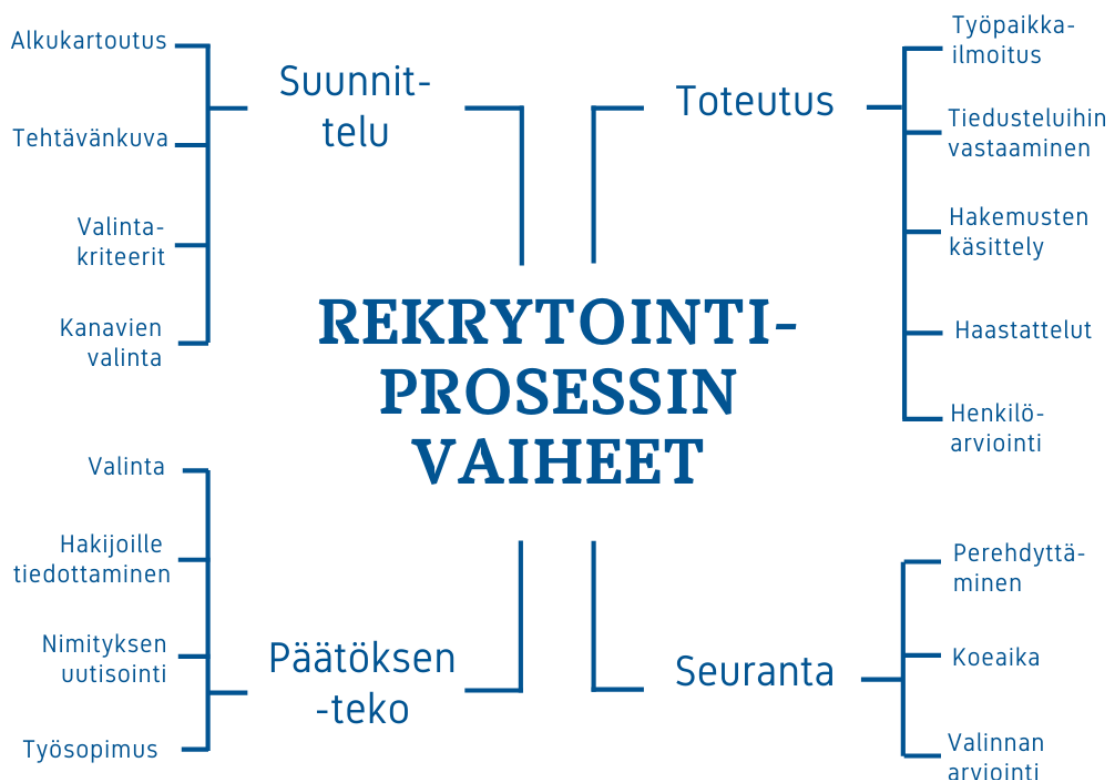 Alkukartoutus
Tehtävänkuva
Valinta-
kriteerit
Kanavien
valinta
Suunnit-
telu
Toteutus
Työpaikka-
ilmoitus
Tiedusteluihin
vastaaminen
Hakemusten
käsittely
Haastattelut
Henkilö-
arviointi
REKRYTOINTI-
PROSESSIN
VAIHEET
Valinta
Hakijoille
tiedottaminen
Nimityksen
uutisointi
Työsopimus
Päätöksen
-teko
Seuranta
Perehdyttä-
minen
Koeaika
Valinnan
arviointi